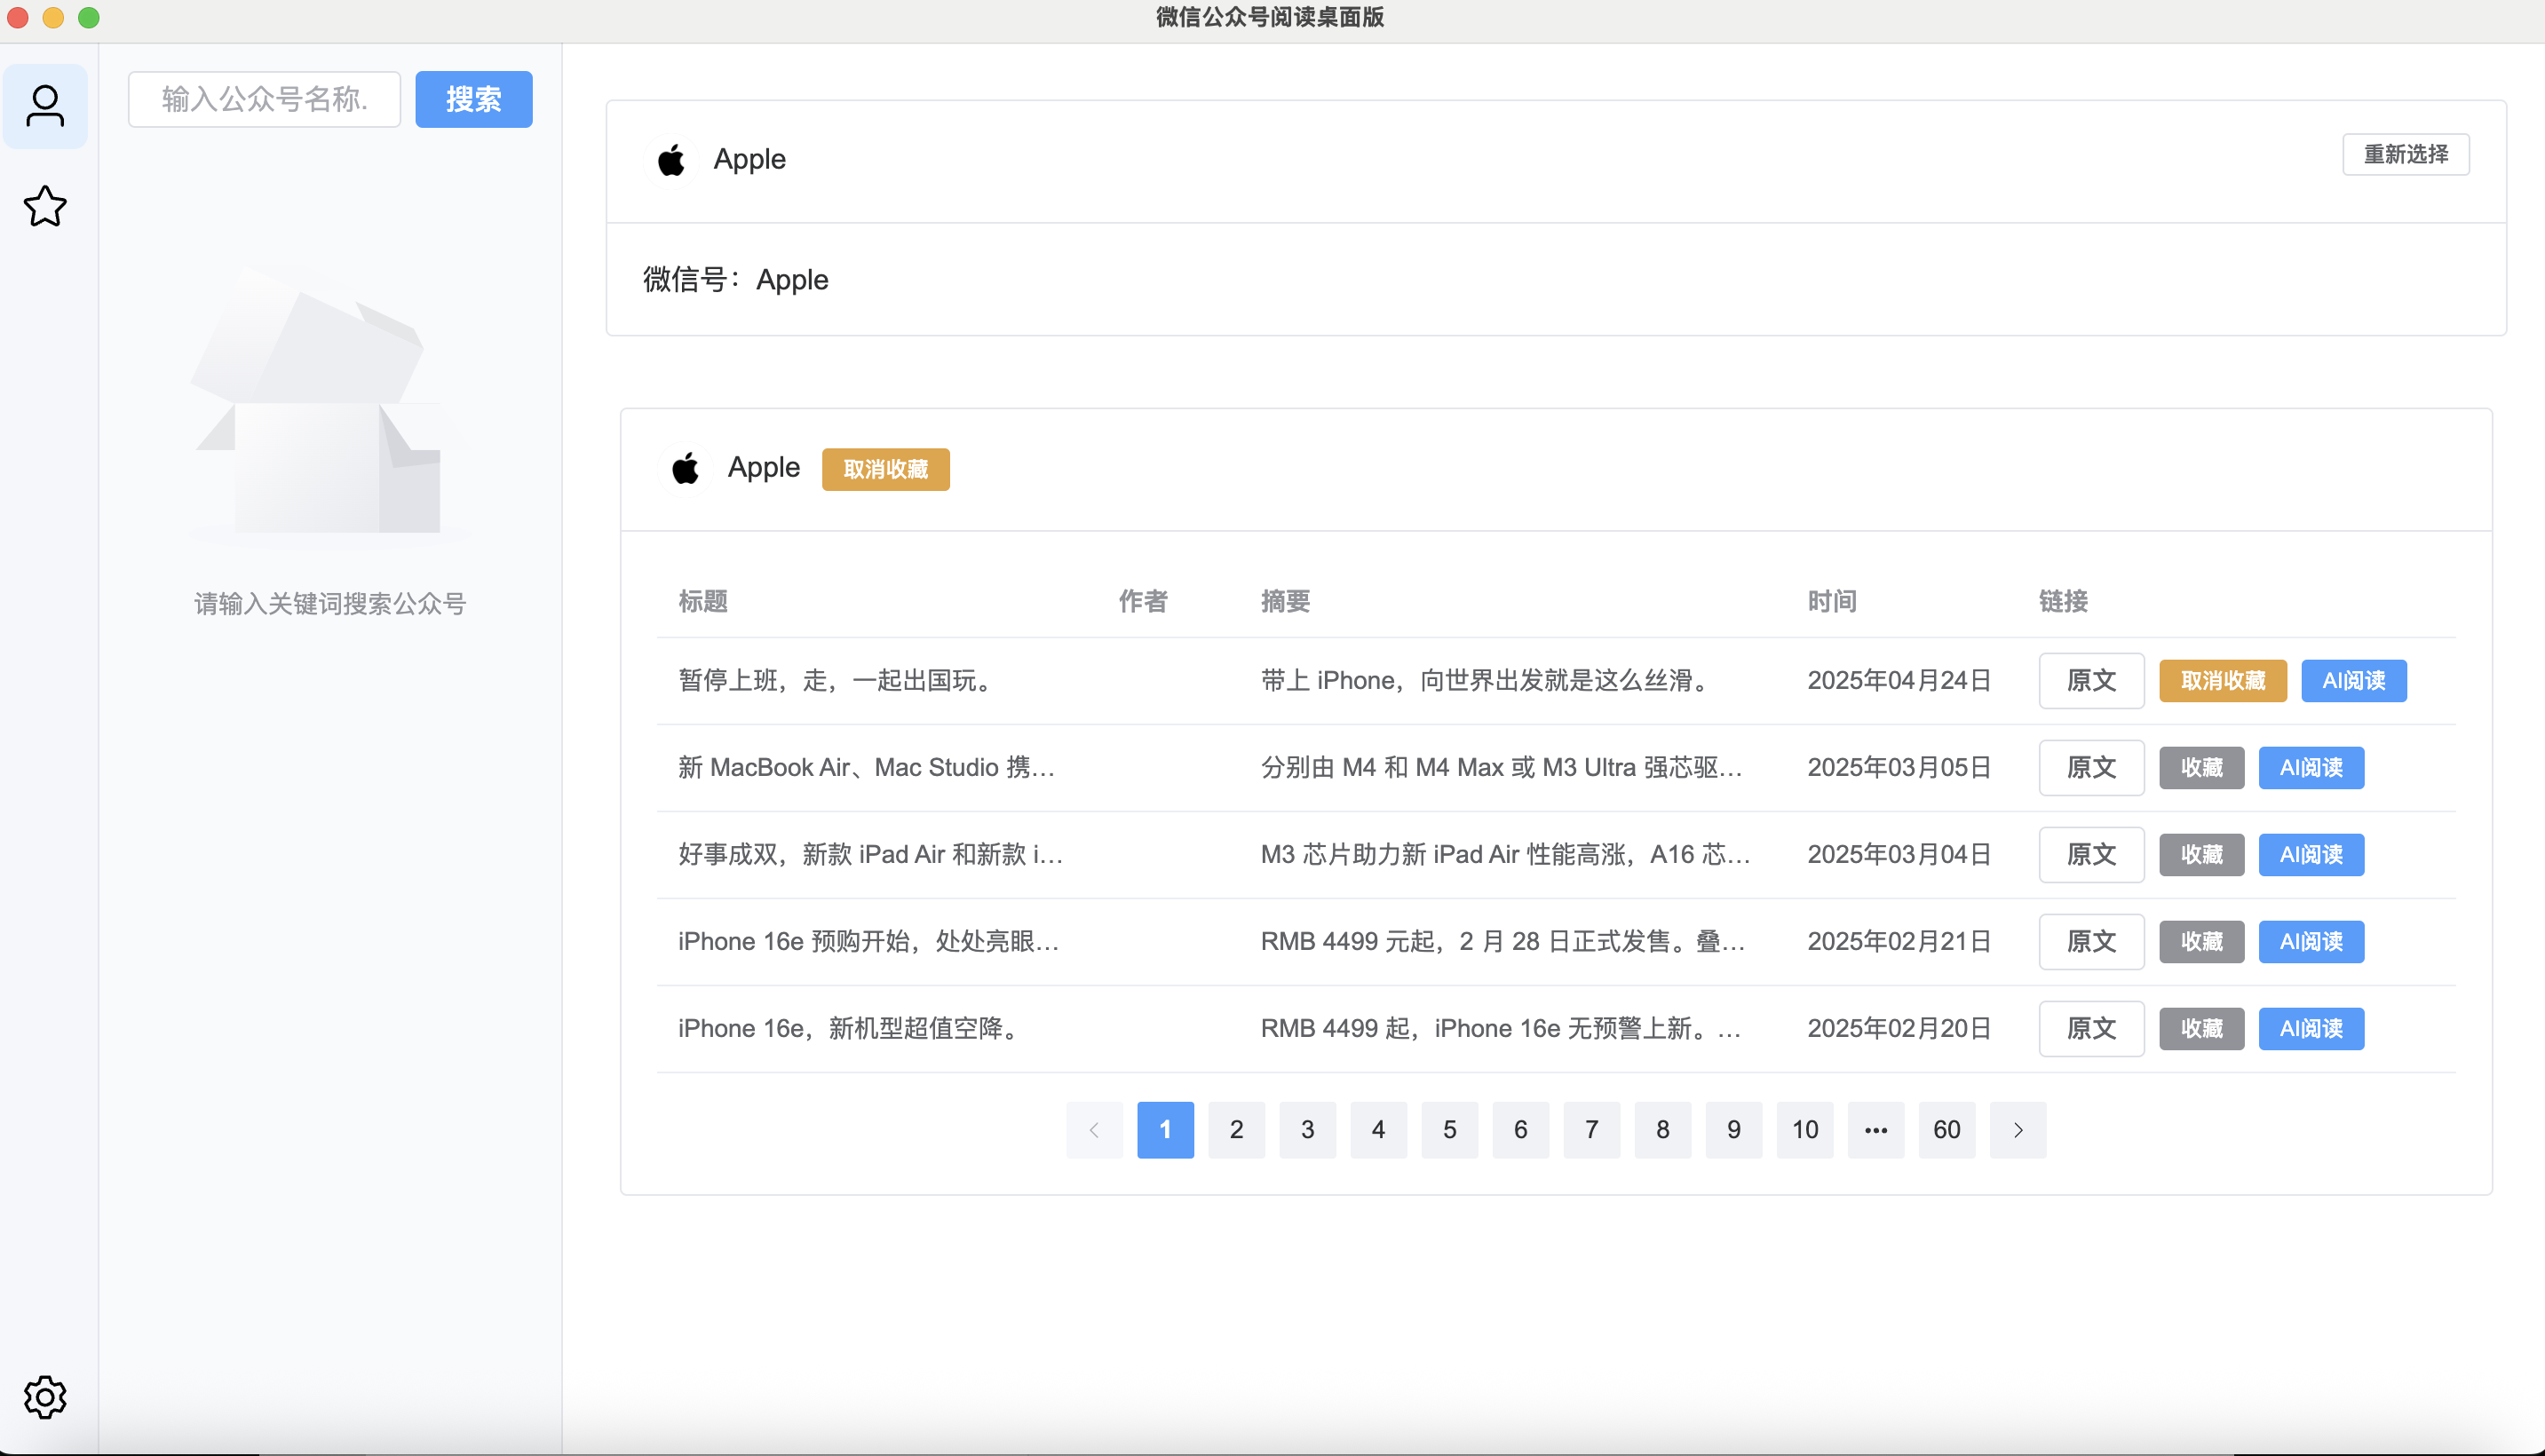 微信公众号阅读桌面版
输入公众号名称.
搜索
请输入关键词搜索公众号
Apple
重新选择
微信号：Apple
Apple 取消收藏
标题 作者 摘要 时间 链接
暂停上班，走，一起出国玩。 带上 iPhone，向世界出发就是这么丝滑。 2025年04月24日 原文 取消收藏 AI阅读
新 MacBook Air、Mac Studio 携… 分别由 M4 和 M4 Max 或 M3 Ultra 强芯驱… 2025年03月05日 原文 收藏 AI阅读
好事成双，新款 iPad Air 和新款 i… M3 芯片助力新 iPad Air 性能高涨，A16 芯… 2025年03月04日 原文 收藏 AI阅读
iPhone 16e 预购开始，处处亮眼… RMB 4499 元起，2 月 28 日正式发售。叠… 2025年02月21日 原文 收藏 AI阅读
iPhone 16e，新机型超值空降。 RMB 4499 起，iPhone 16e 无预警上新。… 2025年02月20日 原文 收藏 AI阅读
1 2 3 4 5 6 7 8 9 10 ••• 60